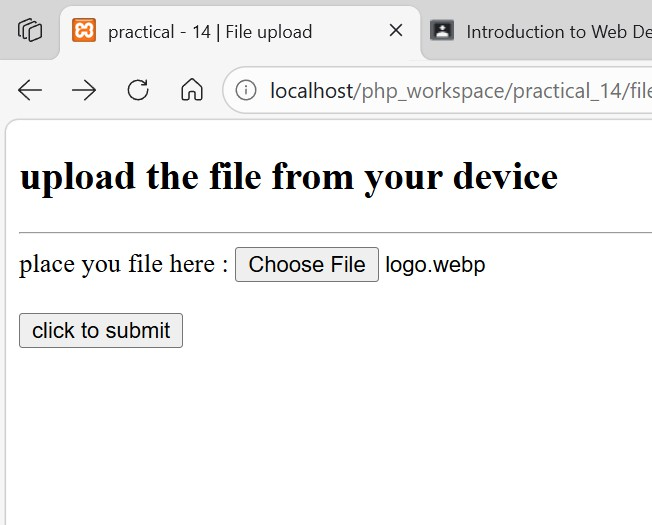 practical - 14 | File upload
Introduction to Web De
localhost/php_workspace/practical_14/file
upload the file from your device
place you file here : Choose File logo.webp
click to submit